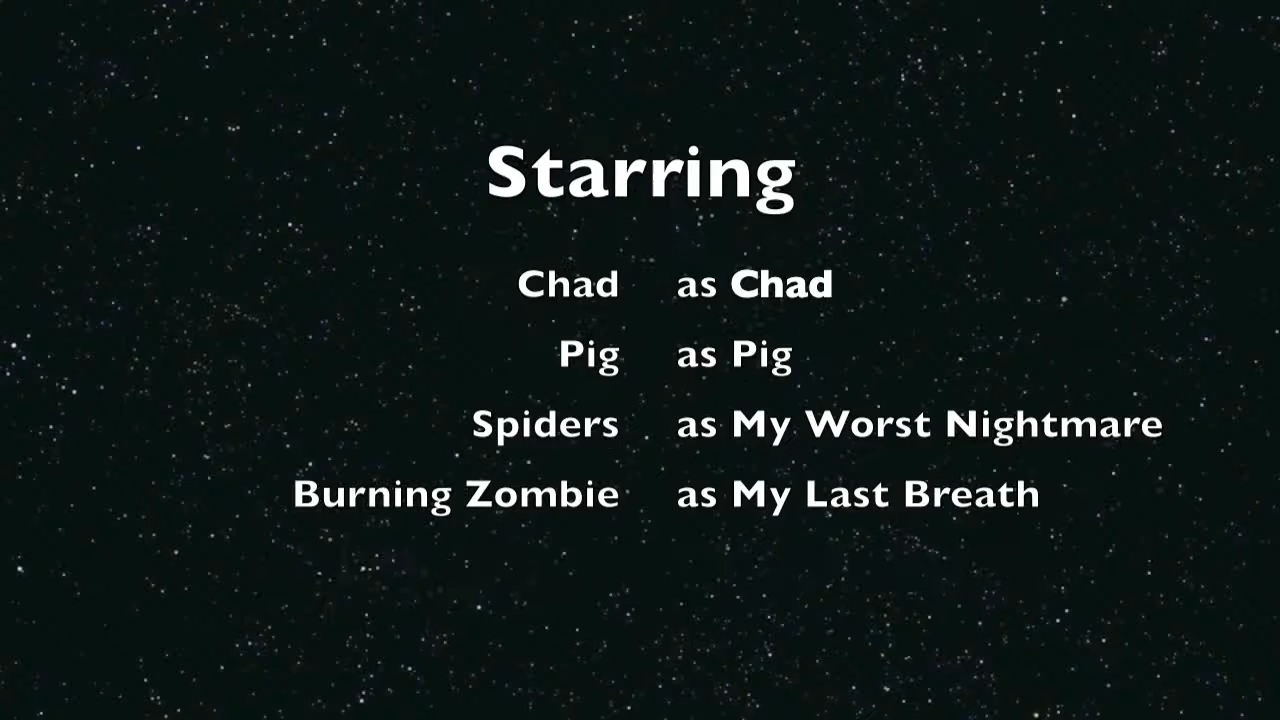 Starring
Chad as Chad
Pig as Pig
Spiders as My Worst Nightmare
Burning Zombie as My Last Breath